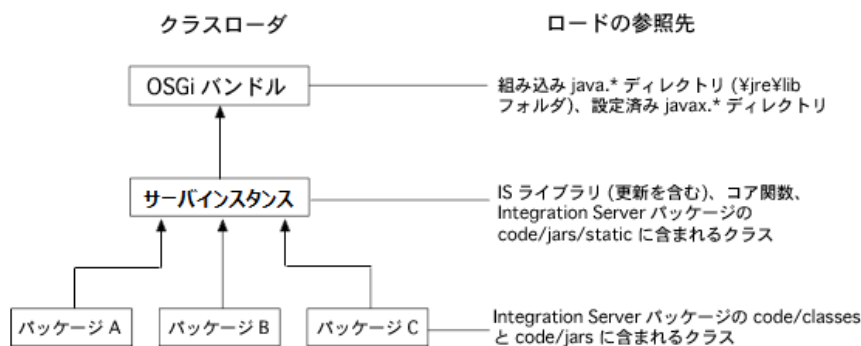 クラスローダ
ロードの参照先
OSGi バンドル
組み込み java.* ディレクトリ (¥jre¥lib
フォルダ)、設定済み javax.* ディレクトリ
サーバインスタンス
IS ライブラリ (更新を含む)、コア関数、
Integration Server パッケージの
code/jars/static に含まれるクラス
パッケージ A
パッケージ B
パッケージ C
Integration Server パッケージの code/classes
と code/jars に含まれるクラス